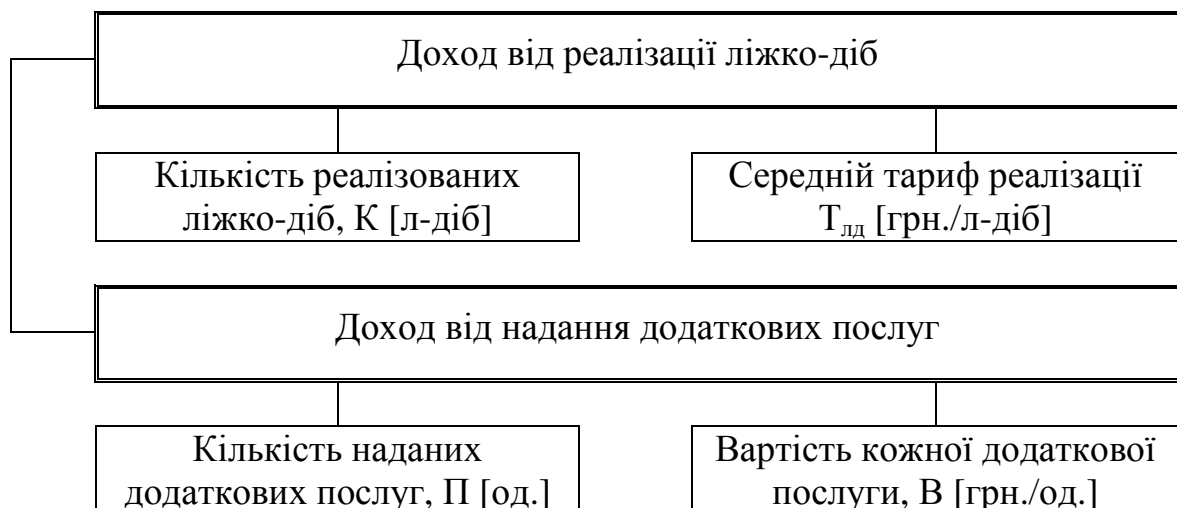 Доход від реалізації ліжко-діб
Кількість реалізованих
ліжко-діб, К [л-діб]
Середній тариф реалізації
Тлд [грн./л-діб]
Доход від надання додаткових послуг
Кількість наданих
додаткових послуг, П [од.]
Вартість кожної додаткової
послуги, В [грн./од.]